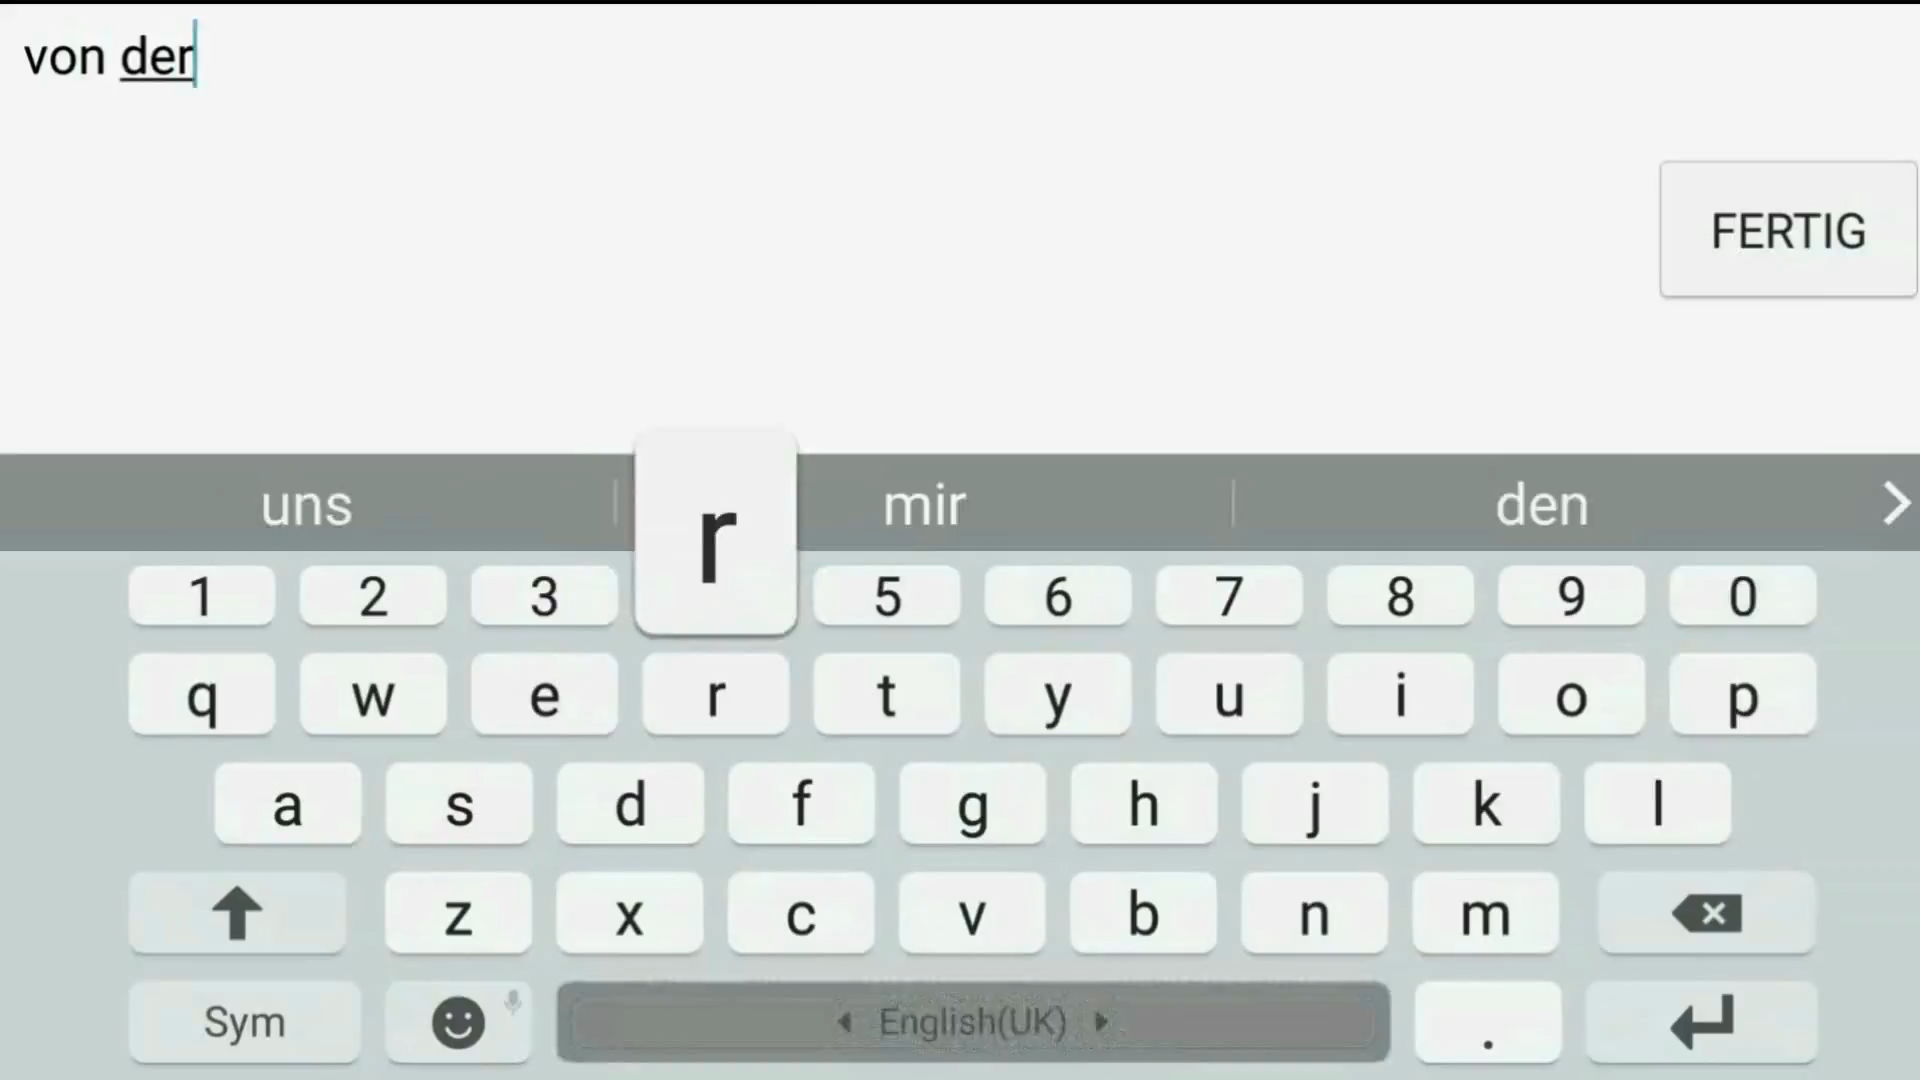 von der
FERTIG
uns mir den
r
1 2 3 5 6 7 8 9 0
q w e r t y u i o p
a s d f g h j k l
z x c v b n m
Sym English(UK) .